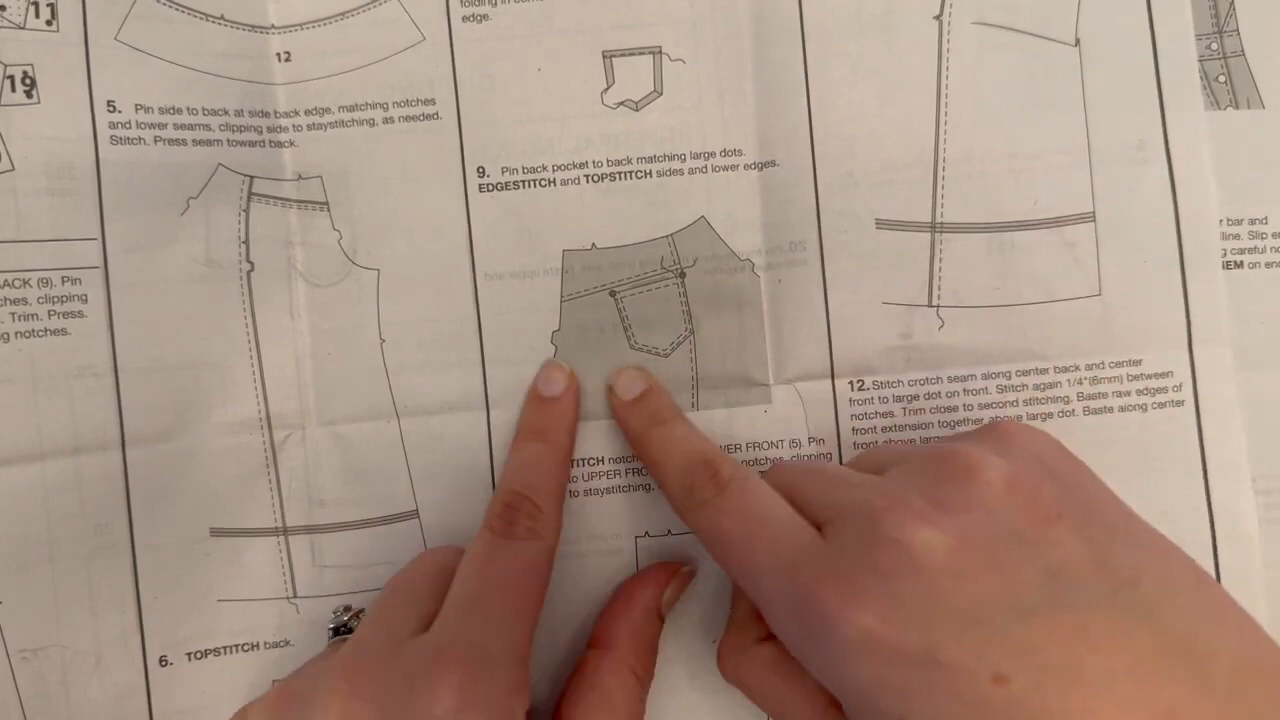 11
19
ACK (9). Pin
ches, clipping
. Trim. Press.
g notches.
12
5. Pin side to back at side back edge, matching notches
and lower seams, clipping side to staystitching, as needed.
Stitch. Press seam toward back.
6. TOPSTITCH back.
edge.
9. Pin back pocket to back matching large dots.
EDGESTITCH and TOPSTITCH sides and lower edges.
TITCH notch VER FRONT (5). Pin
to UPPER FRO notches, clipping
to staystitching.
12. Stitch crotch seam along center back and center
front to large dot on front. Stitch again 1/4"(6mm) between
notches. Trim close to second stitching. Baste raw edges of
front extension together above large dot. Baste along center
front above large
r bar and
line. Slip
g careful
IEM on